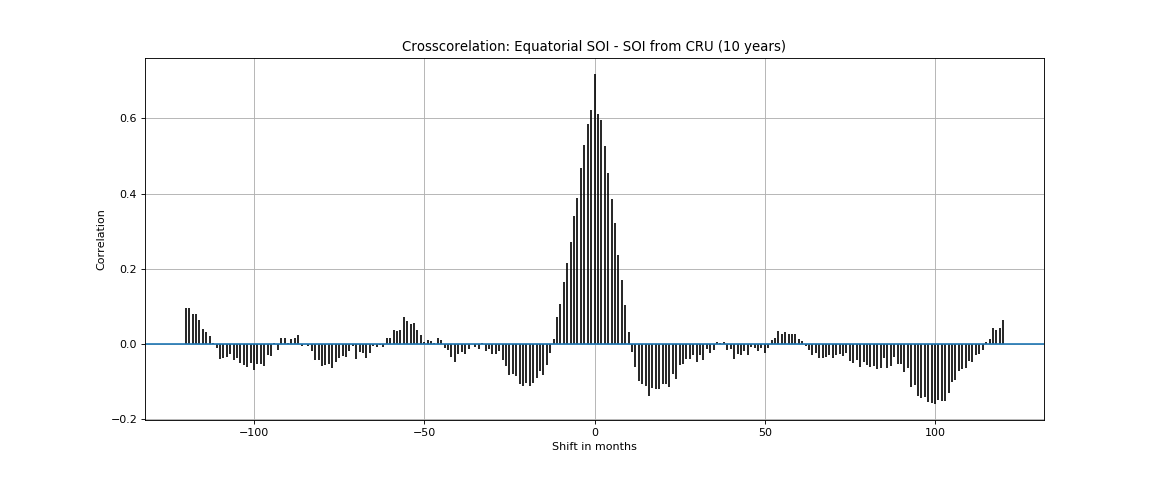 Crosscorelation: Equatorial SOI - SOI from CRU (10 years)
0.6
0.4
0.2
0.0
−0.2
Correlation
−100 −50 0 50 100
Shift in months